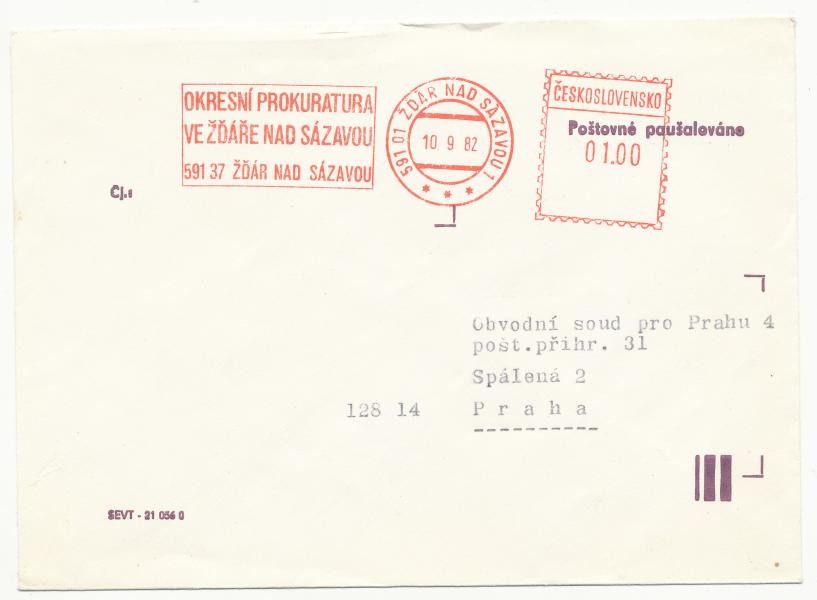 OKRESNÍ PROKURATURA
VE ŽĎÁŘE NAD SÁZAVOU
591 37 ŽĎÁR NAD SÁZAVOU
591 01 ŽĎÁR NAD SÁZAVOU 1
10 9 82
* * *
ČESKOSLOVENSKO
Poštovné paušalováno
01.00
Čj.:
Obvodní soud pro Prahu 4
pošt.přihr. 31
Spálená 2
128 14 P r a h a
SEVT - 21 056 0